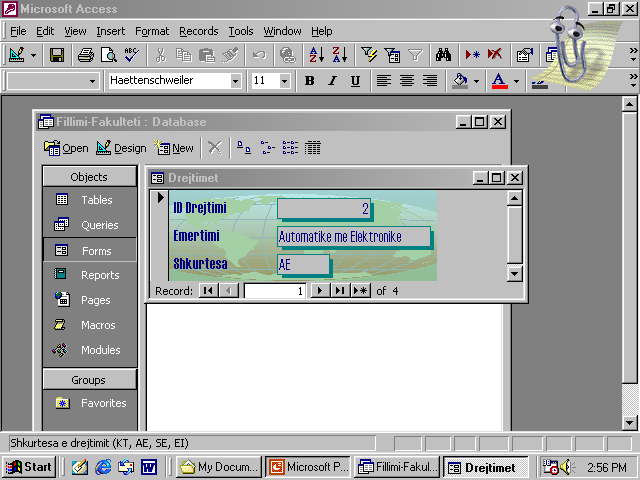 Microsoft Access
File Edit View Insert Format Records Tools Window Help
Haettenschweiler 11 B I U
Fillimi-Fakulteti : Database
Open Design New
Objects
Tables
Queries
Forms
Reports
Pages
Macros
Modules
Groups
Favorites
Drejtimet
ID Drejtimi 2
Emertimi Automatike me Elektronike
Shkurtesa AE
Record: 1 of 4
Shkurtesa e drejtimit (KT, AE, SE, EI)
Start My Docum... Microsoft P... Fillimi-Fakul... Drejtimet 2:56 PM